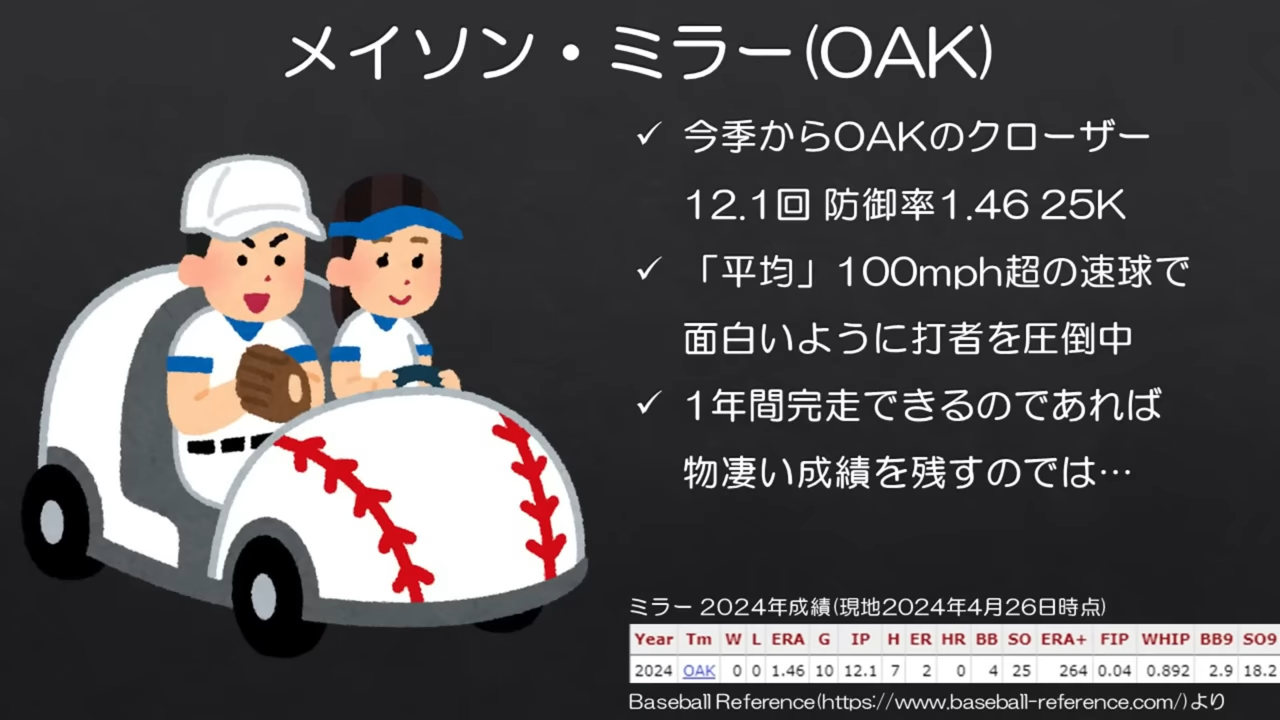 メイソン・ミラー(OAK)
✓ 今季からOAKのクローザー
12.1回 防御率1.46 25K
✓ 「平均」100mph超の速球で
面白いように打者を圧倒中
✓ 1年間完走できるのであれば
物凄い成績を残すのでは…
ミラー 2024年成績(現地2024年4月26日時点)
Year Tm W L ERA G IP H ER HR BB SO ERA+ FIP WHIP BB9 SO9
2024 OAK 0 0 1.46 10 12.1 7 2 0 4 25 264 0.04 0.892 2.9 18.2
Baseball Reference(https://www.baseball-reference.com/)より